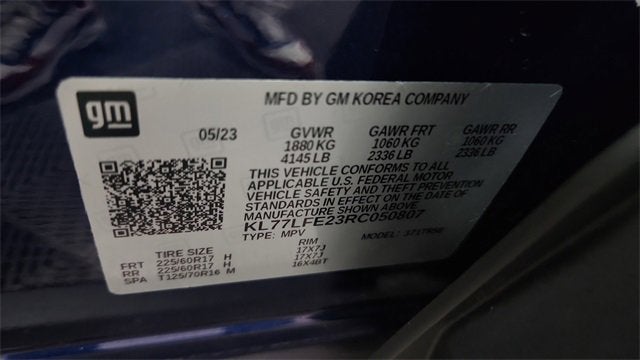 gm
MFD BY GM KOREA COMPANY
05/23 GVWR GAWR FRT GAWR RR
1880 KG 1060 KG 1060 KG
4145 LB 2336 LB 2336 LB
THIS VEHICLE CONFORMS TO ALL
APPLICABLE U.S. FEDERAL MOTOR
VEHICLE SAFETY AND THEFT PREVENTION
STANDARDS IN EFFECT ON THE DATE OF
MANUFACTURE SHOWN ABOVE.
KL77LFE23RC050807
TYPE: MPV MODEL:
TIRE SIZE RIM
FRT 225/60R17 H 17X7J
RR 225/60R17 H 17X7J
SPA T125/70R16 M 16X4BT